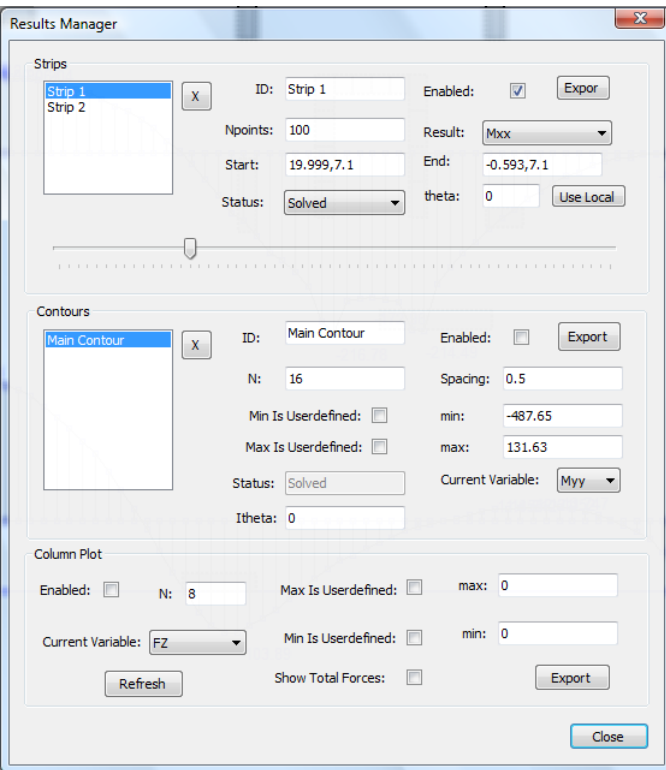 Results Manager
Strips
Strip 1
Strip 2
X
ID: Strip 1
Enabled:
Expor
Npoints: 100
Result: Mxx
Start: 19.999,7.1
End: -0.593,7.1
Status: Solved
theta: 0
Use Local
Contours
Main Contour
X
ID: Main Contour
Enabled:
Export
N: 16
Spacing: 0.5
Min Is Userdefined:
min: -487.65
Max Is Userdefined:
max: 131.63
Status: Solved
Current Variable: Myy
Itheta: 0
Column Plot
Enabled:
N: 8
Max Is Userdefined:
max: 0
Current Variable: FZ
Min Is Userdefined:
min: 0
Refresh
Show Total Forces:
Export
Close